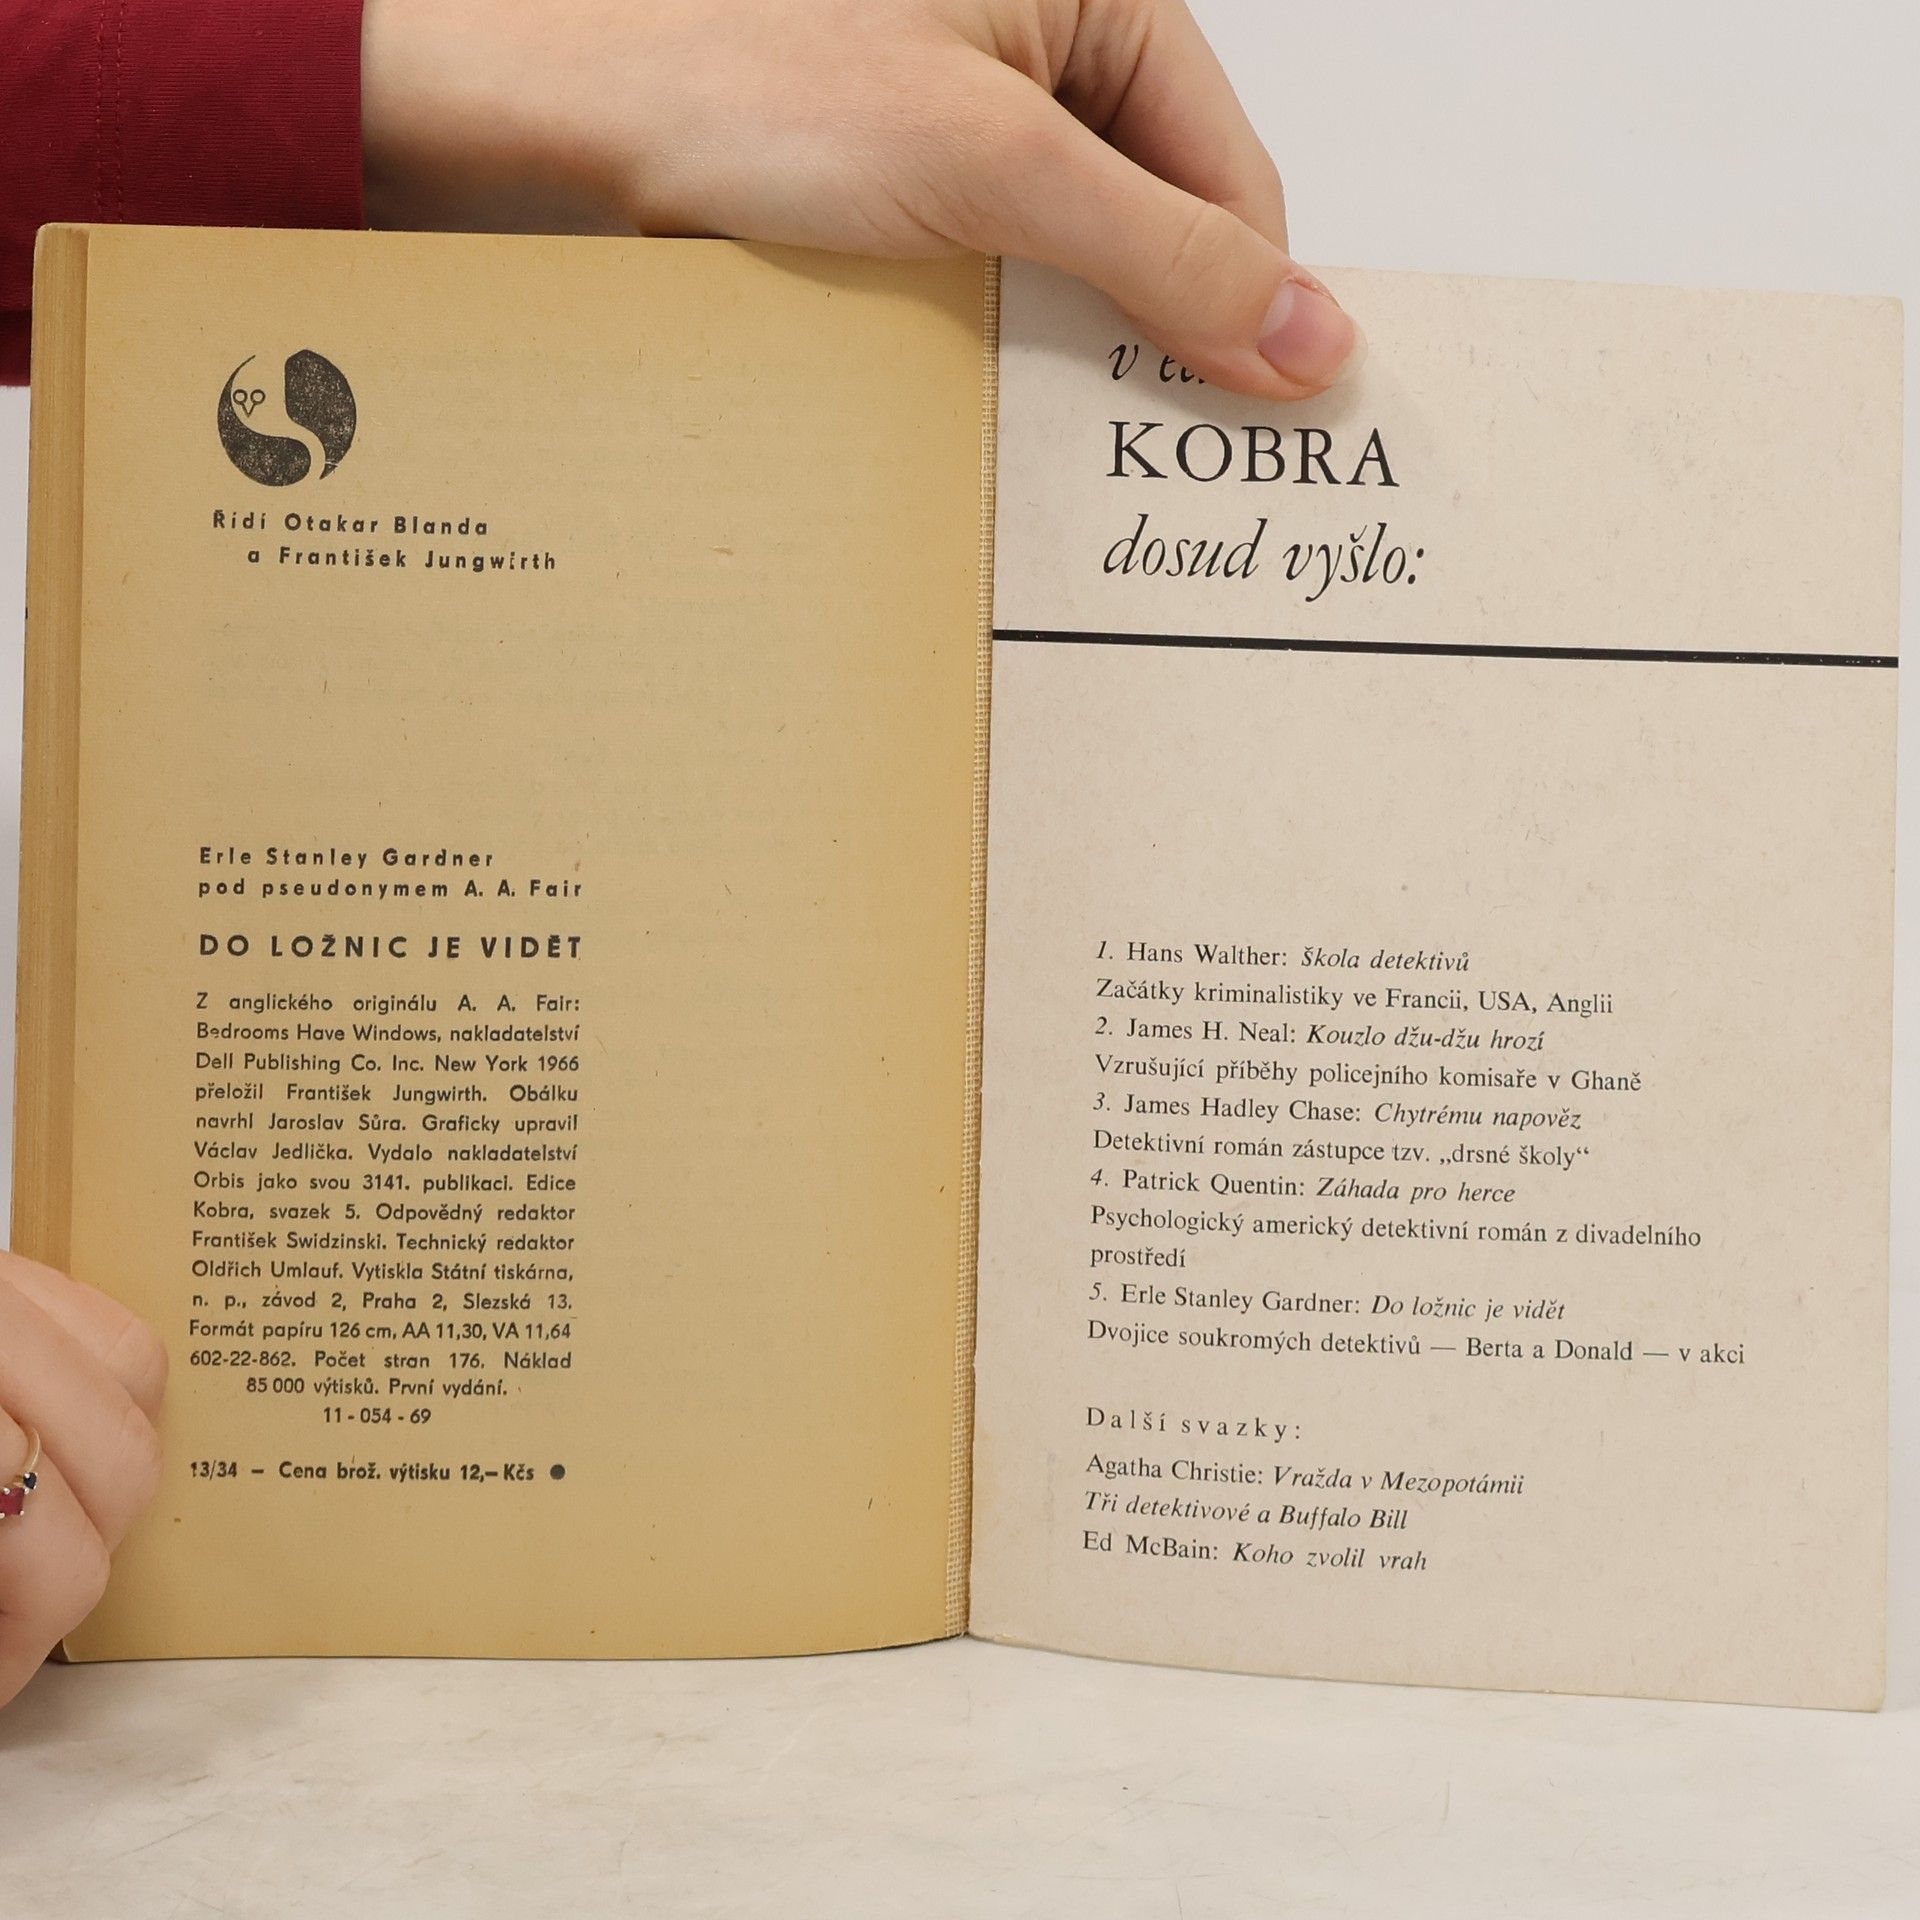 Řídí Otakar Blanda
a František Jungwirth
Erle Stanley Gardner
pod pseudonymem A. A. Fair
DO LOŽNIC JE VIDĚT
Z anglického originálu A. A. Fair:
Bedrooms Have Windows, nakladatelství
Dell Publishing Co. Inc. New York 1966
přeložil František Jungwirth. Obálku
navrhl Jaroslav Sůra. Graficky upravil
Václav Jedlička. Vydalo nakladatelství
Orbis jako svou 3141. publikaci. Edice
Kobra, svazek 5. Odpovědný redaktor
František Swidzinski. Technický redaktor
Oldřich Umlauf. Vytiskla Státní tiskárna,
n. p., závod 2, Praha 2, Slezská 13.
Formát papíru 126 cm, AA 11,30, VA 11,64
602-22-862. Počet stran 176. Náklad
85 000 výtisků. První vydání.
11 - 054 - 69
13/34 — Cena brož. výtisku 12,– Kčs ●
v
KOBRA
dosud vyšlo:
1. Hans Walther: Škola detektivů
Začátky kriminalistiky ve Francii, USA, Anglii
2. James H. Neal: Kouzlo džu-džu hrozí
Vzrušující příběhy policejního komisaře v Ghaně
3. James Hadley Chase: Chytrému napověz
Detektivní román zástupce tzv. „drsné školy“
4. Patrick Quentin: Záhada pro herce
Psychologický americký detektivní román z divadelního
prostředí
5. Erle Stanley Gardner: Do ložnic je vidět
Dvojice soukromých detektivů — Berta a Donald — v akci
Další svazky:
Agatha Christie: Vražda v Mezopotámii
Tři detektivové a Buffalo Bill
Ed McBain: Koho zvolil vrah